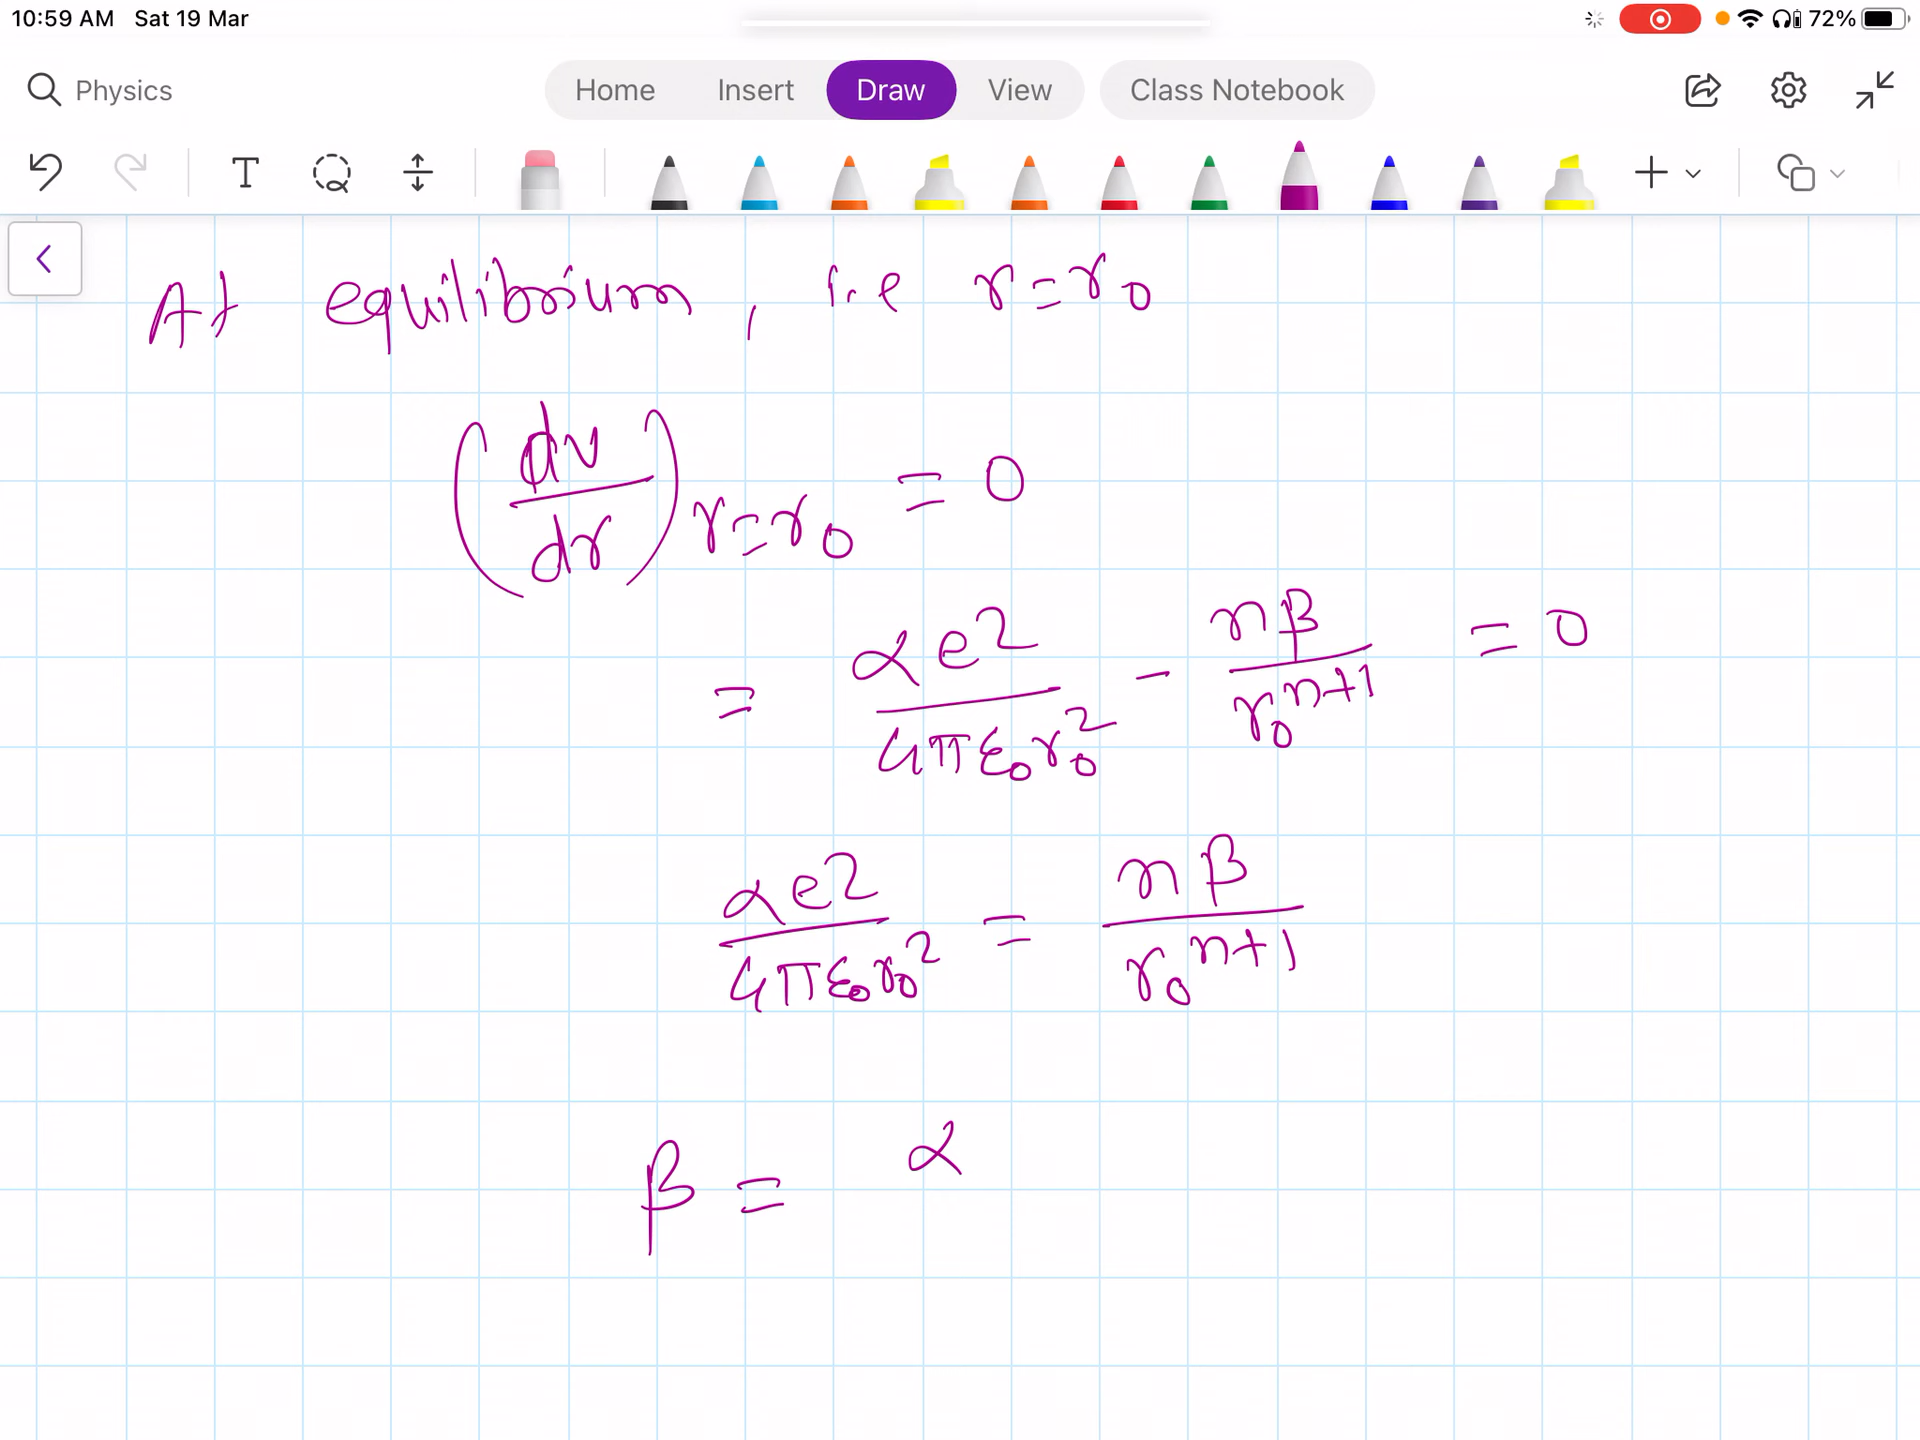 10:59 AM Sat 19 Mar 72%
Physics Home Insert Draw View Class Notebook
T
At equilibrium, i.e r=r₀
(dv/dr) r=r₀ = 0
= αe²/4πε₀r₀² - nβ/r₀ⁿ⁺¹ = 0
αe²/4πε₀r₀² = nβ/r₀ⁿ⁺¹
β = α